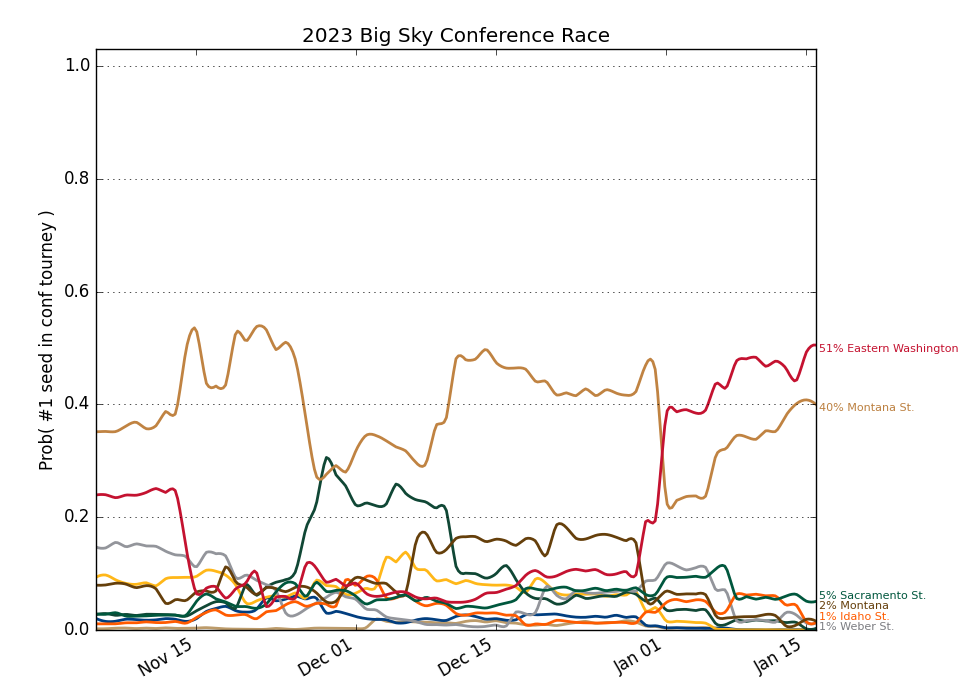 2023 Big Sky Conference Race
Prob( #1 seed in conf tourney )
1.0
0.8
0.6
0.4
0.2
0.0
51% Eastern Washington
40% Montana St.
5% Sacramento St.
2% Montana
1% Idaho St.
1% Weber St.
Nov 15
Dec 01
Dec 15
Jan 01
Jan 15